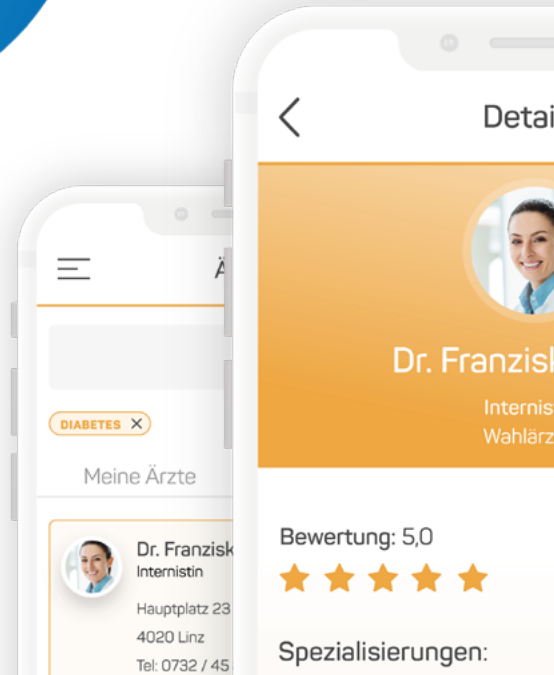 Ä
DIABETES X
Meine Ärzte
Dr. Franzisk
Internistin
Hauptplatz 23
4020 Linz
Tel: 0732 / 45
Detai
Dr. Franzisk
Internis
Wahlärz
Bewertung: 5,0
Spezialisierungen: